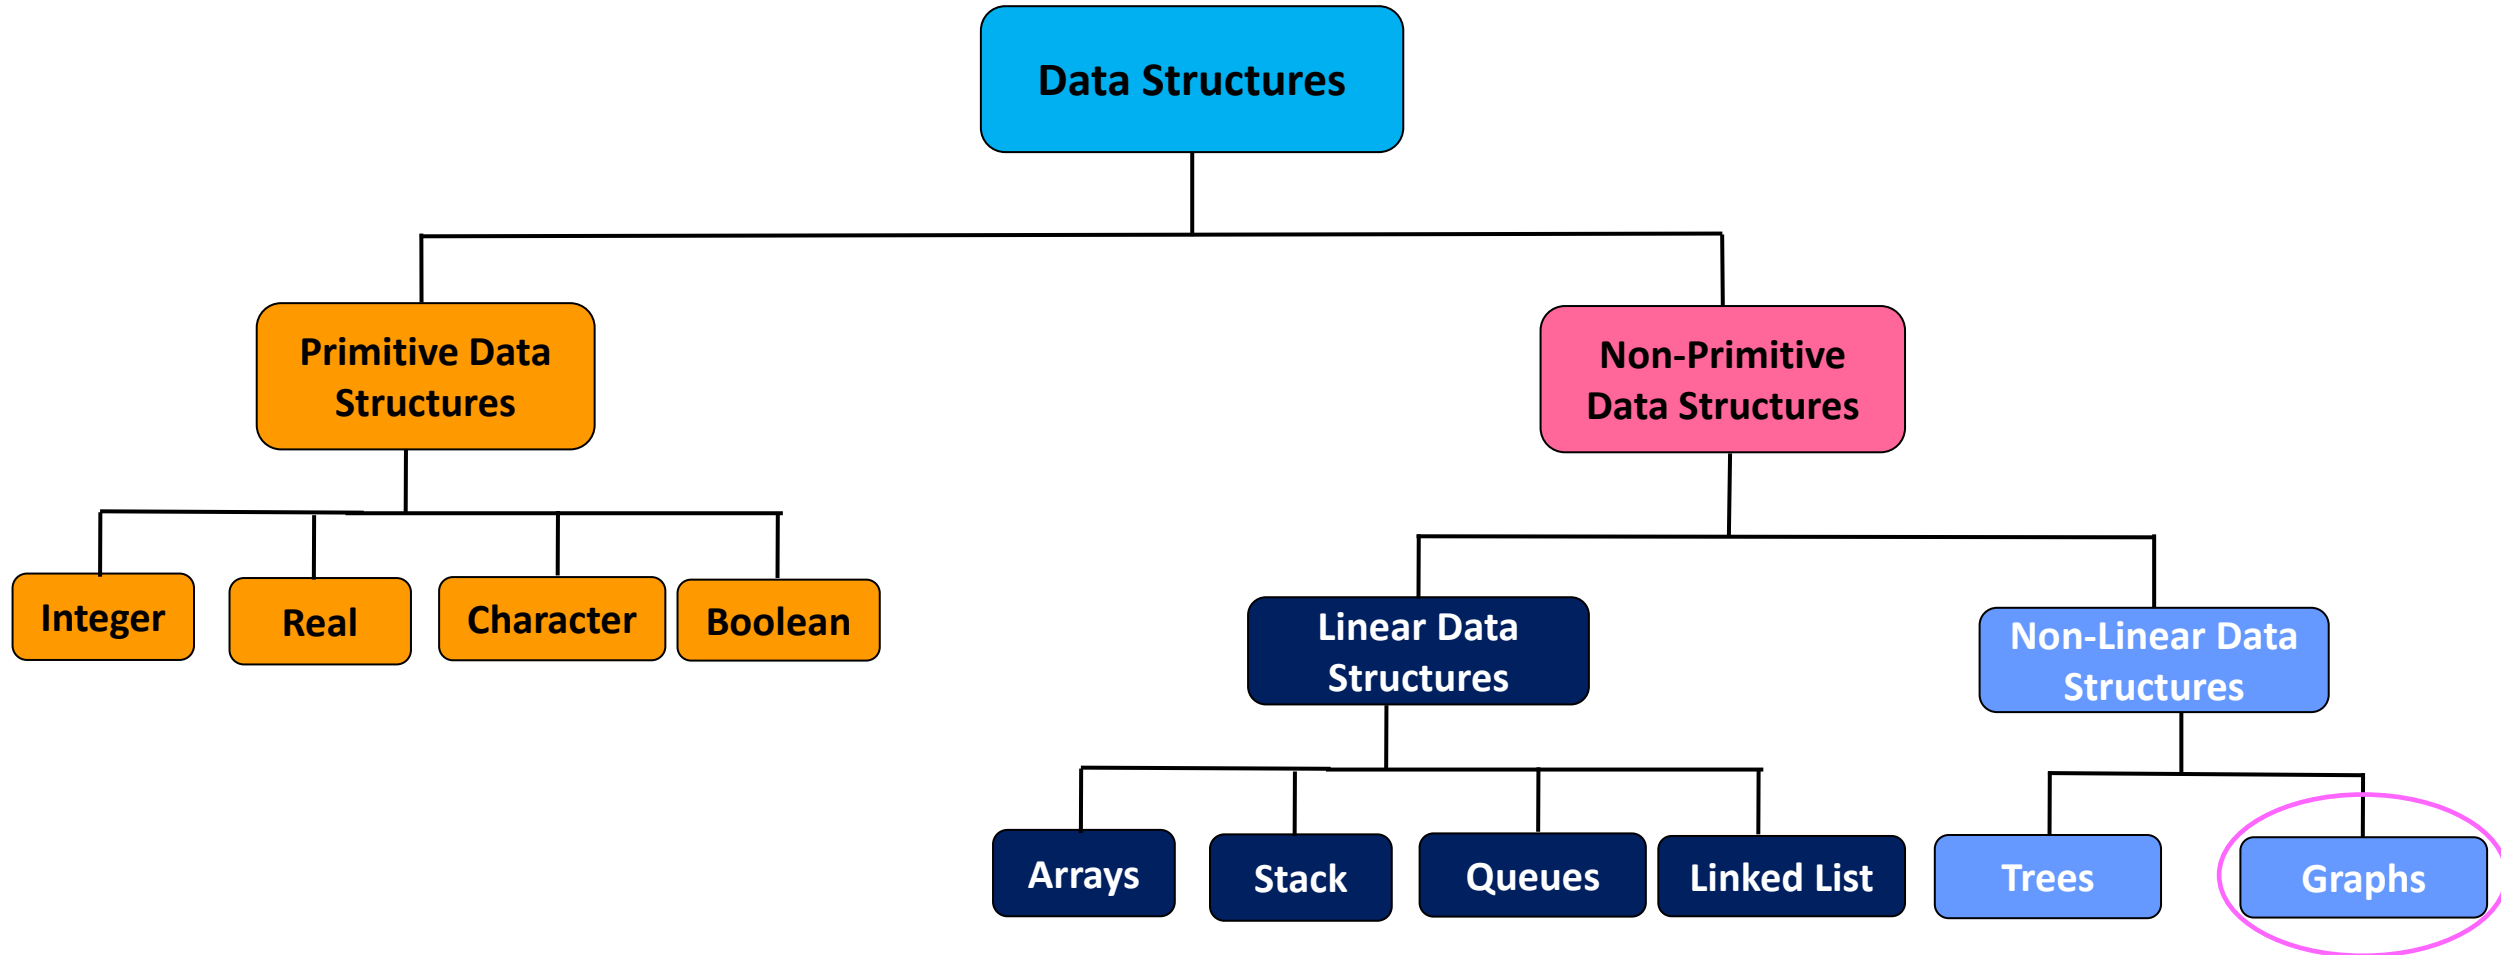 Data Structures
Primitive Data
Structures
Non-Primitive
Data Structures
Integer
Real
Character
Boolean
Linear Data
Structures
Non-Linear Data
Structures
Arrays
Stack
Queues
Linked List
Trees
Graphs